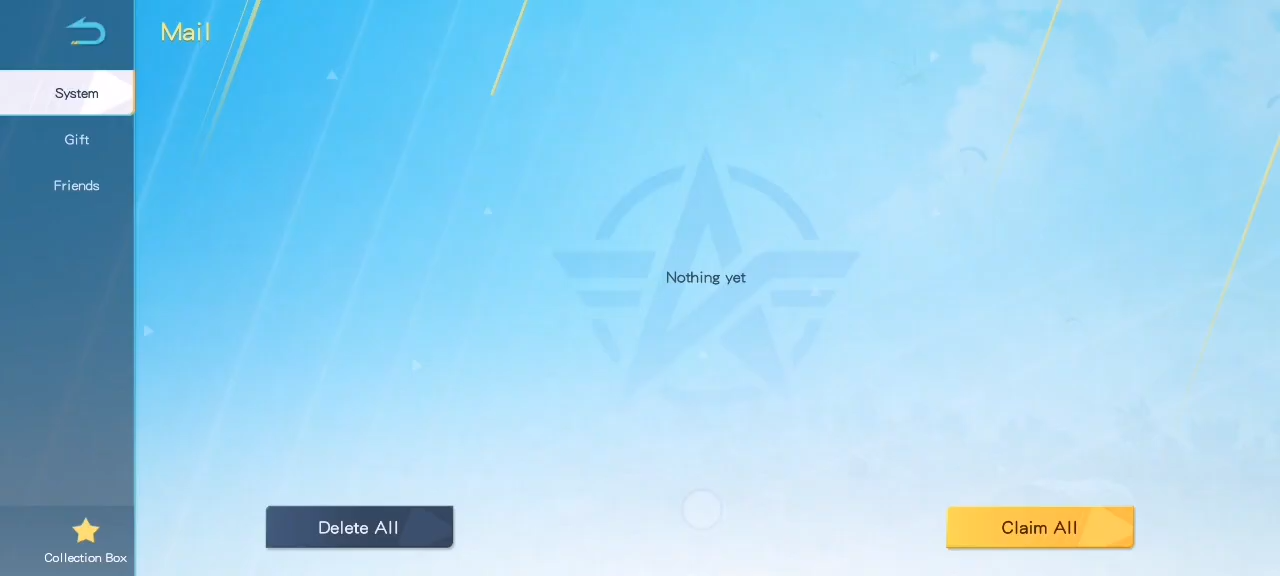 Mail
System
Gift
Friends
Nothing yet
Delete All
Claim All
Collection Box